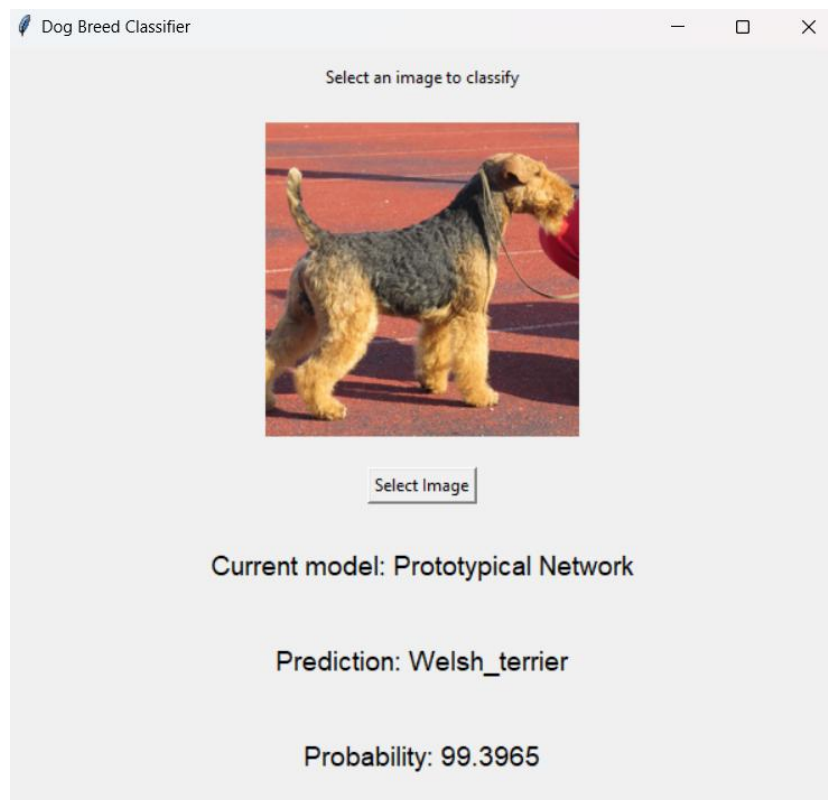 Dog Breed Classifier
Select an image to classify
Select Image
Current model: Prototypical Network
Prediction: Welsh_terrier
Probability: 99.3965